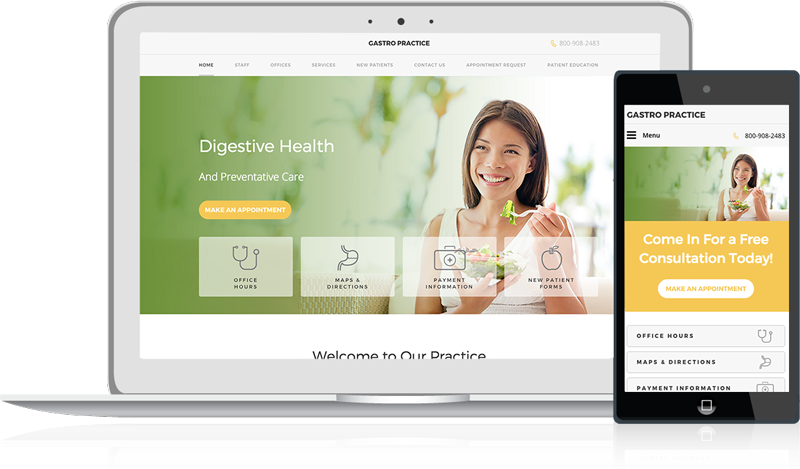 GASTRO PRACTICE
800-908-2483
HOME STAFF OFFICES SERVICES NEW PATIENTS CONTACT US APPOINTMENT REQUEST PATIENT EDUCATION
Digestive Health
And Preventative Care
MAKE AN APPOINTMENT
OFFICE
HOURS
MAPS &
DIRECTIONS
PAYMENT
INFORMATION
NEW PATIENT
FORMS
Welcome to Our Practice
GASTRO PRACTICE
Menu
800-908-2483
Come In For a Free
Consultation Today!
MAKE AN APPOINTMENT
OFFICE HOURS
MAPS & DIRECTIONS
PAYMENT INFORMATION